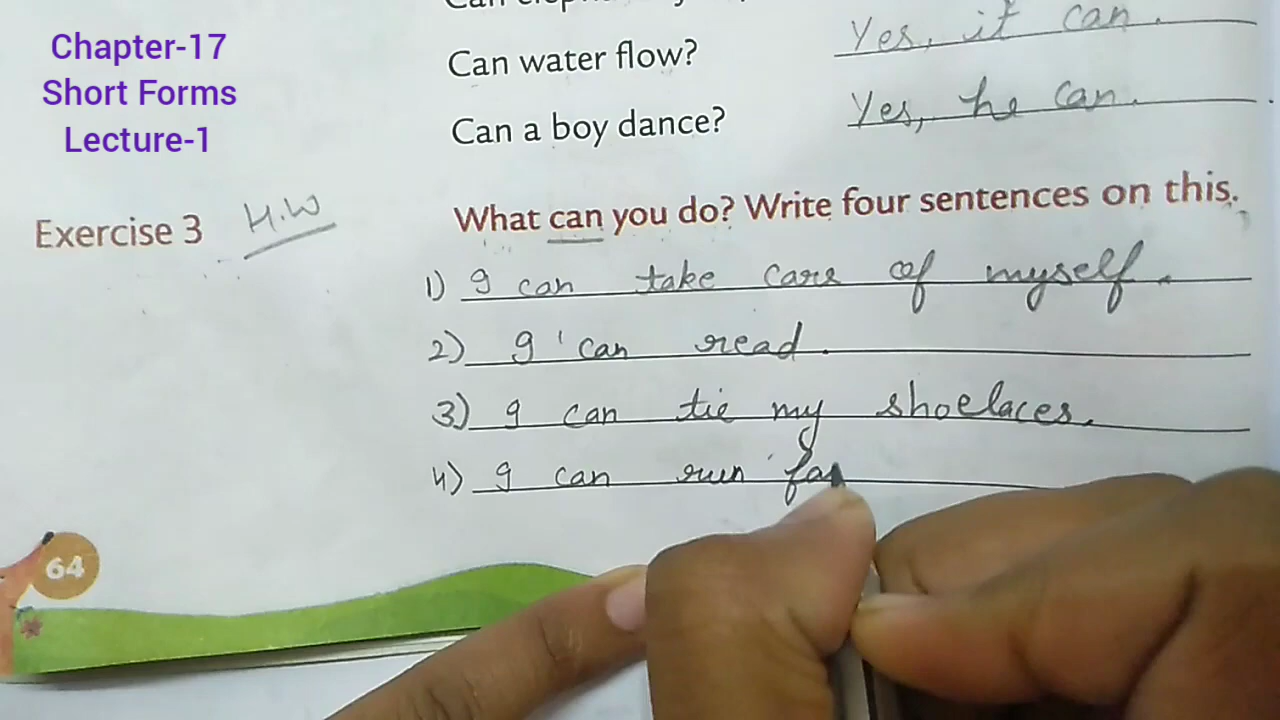 Chapter-17
Short Forms
Lecture-1
Can
Can water flow?
Yes, it can.
Can a boy dance?
Yes, he can.
Exercise 3
H.W
What can you do? Write four sentences on this.
1) I can take care of myself.
2) I can read.
3) I can tie my shoelaces.
4) I can run fas
64